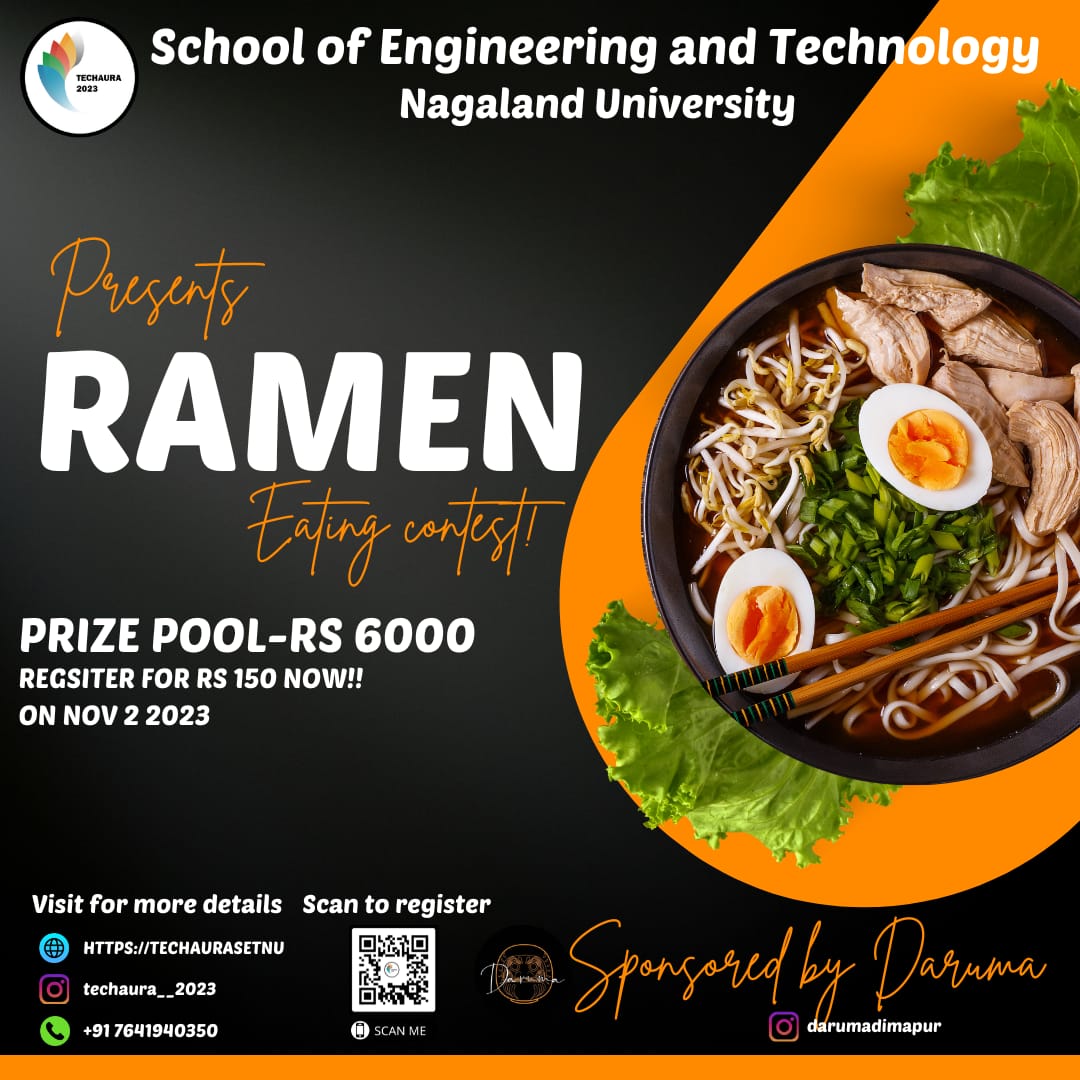 TECHAURA
2023
School of Engineering and Technology
Nagaland University
Presents
RAMEN
Eating contest!
PRIZE POOL-RS 6000
REGSITER FOR RS 150 NOW!!
ON NOV 2 2023
Visit for more details
Scan to register
HTTPS://TECHAURASETNU
techaura__2023
+91 7641940350
SCAN ME
Daruma
Sponsored by Daruma
darumadimapur